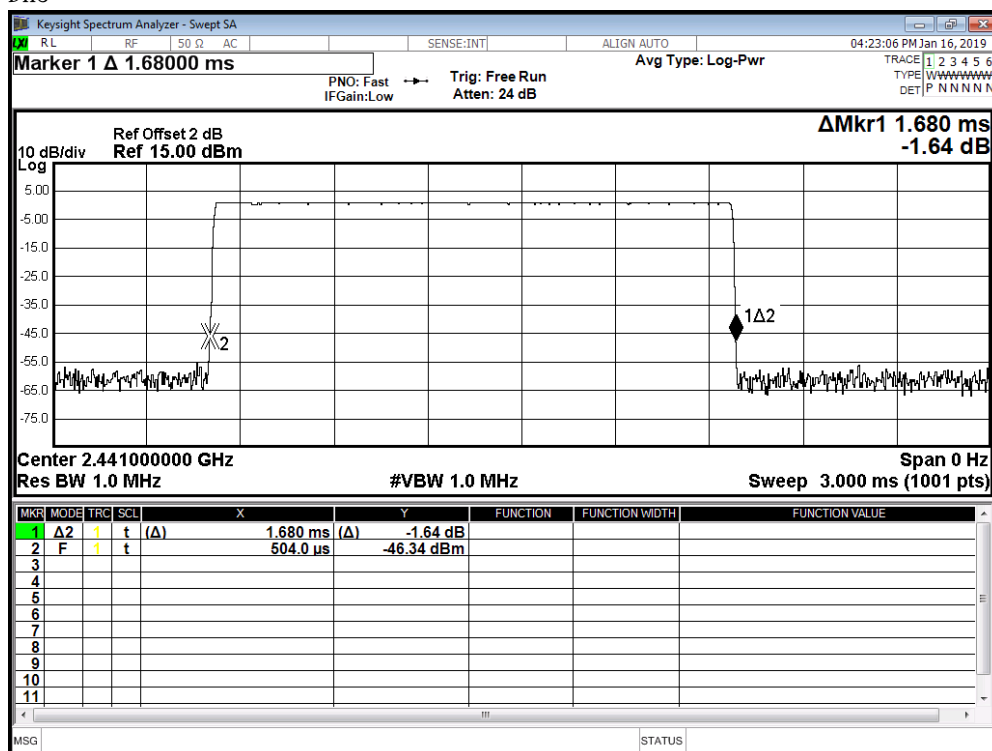 Keysight Spectrum Analyzer - Swept SA
LXI RL RF 50 Ω AC SENSE:INT ALIGN AUTO 04:23:06 PM Jan 16, 2019
Marker 1 Δ 1.68000 ms Avg Type: Log-Pwr TRACE 1 2 3 4 5 6
PNO: Fast Trig: Free Run TYPE WWWWWW
IFGain:Low Atten: 24 dB DET P N N N N N
ΔMkr1 1.680 ms
Ref Offset 2 dB
10 dB/div Ref 15.00 dBm -1.64 dB
Log
5.00
-5.00
-15.0
-25.0
-35.0
1Δ2
-45.0
2
-55.0
-65.0
-75.0
Center 2.441000000 GHz Span 0 Hz
Res BW 1.0 MHz #VBW 1.0 MHz Sweep 3.000 ms (1001 pts)
MKR MODE TRC SCL X Y FUNCTION FUNCTION WIDTH FUNCTION VALUE
1 Δ2 1 t (Δ) 1.680 ms (Δ) -1.64 dB
2 F 1 t 504.0 µs -46.34 dBm
3
4
5
6
7
8
9
10
11
MSG STATUS